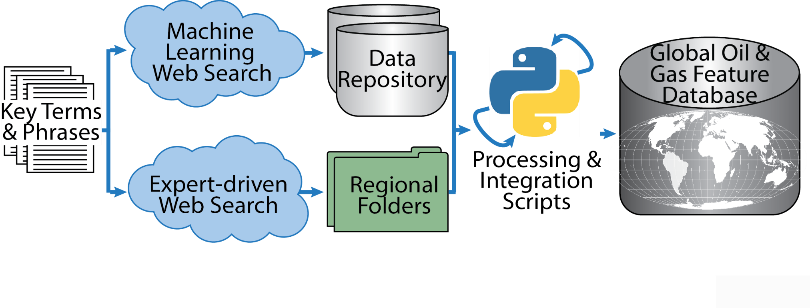 Key Terms
& Phrases
Machine
Learning
Web Search
Data
Repository
Expert-driven
Web Search
Regional
Folders
Processing &
Integration
Scripts
Global Oil &
Gas Feature
Database